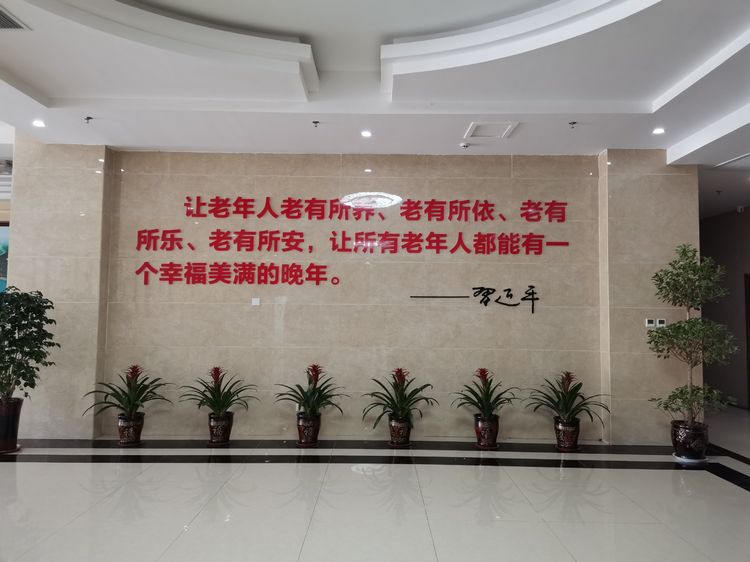 让老年人老有所养、老有所依、老有
所乐、老有所安，让所有老年人都能有一
个幸福美满的晚年。
——习近平